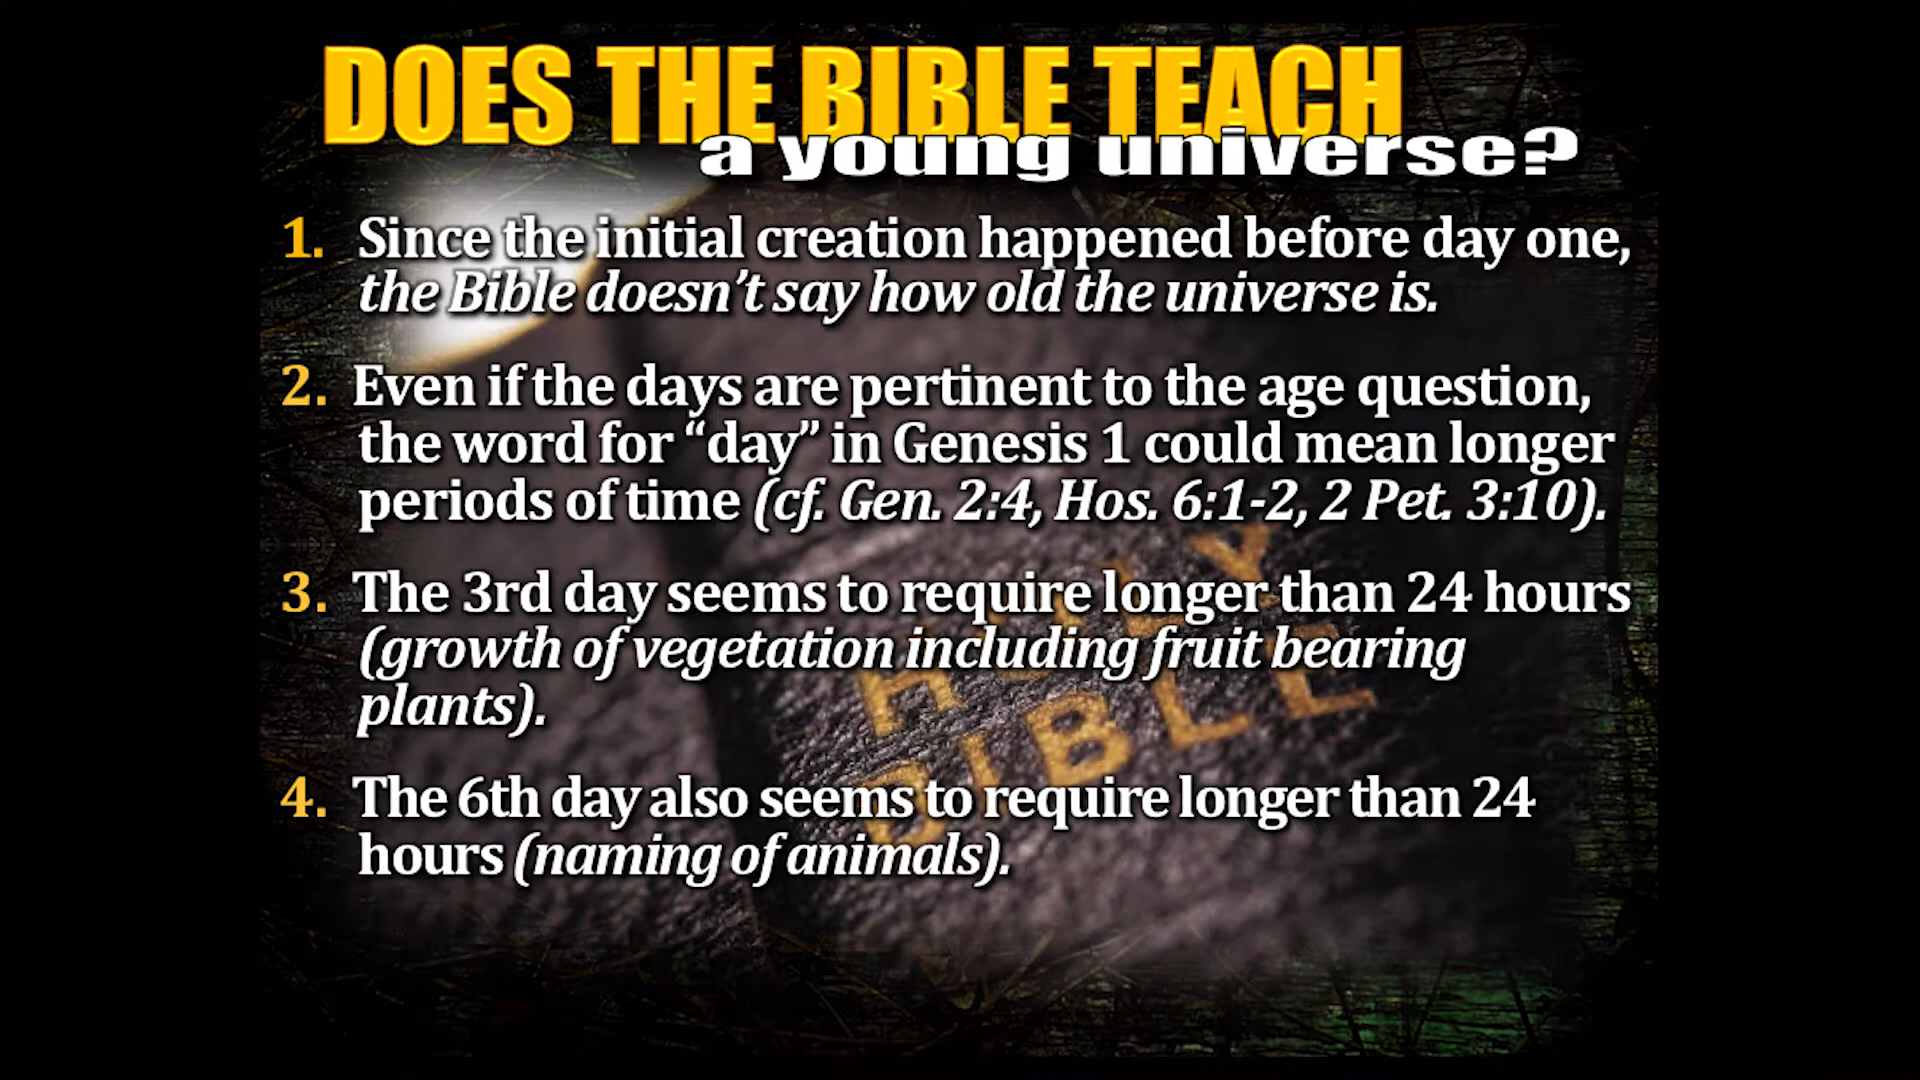 DOES THE BIBLE TEACH
a young universe?
1. Since the initial creation happened before day one,
the Bible doesn't say how old the universe is.
2. Even if the days are pertinent to the age question,
the word for “day” in Genesis 1 could mean longer
periods of time (cf. Gen. 2:4, Hos. 6:1-2, 2 Pet. 3:10).
3. The 3rd day seems to require longer than 24 hours
(growth of vegetation including fruit bearing
plants).
4. The 6th day also seems to require longer than 24
hours (naming of animals).
HOLY
BIBLE